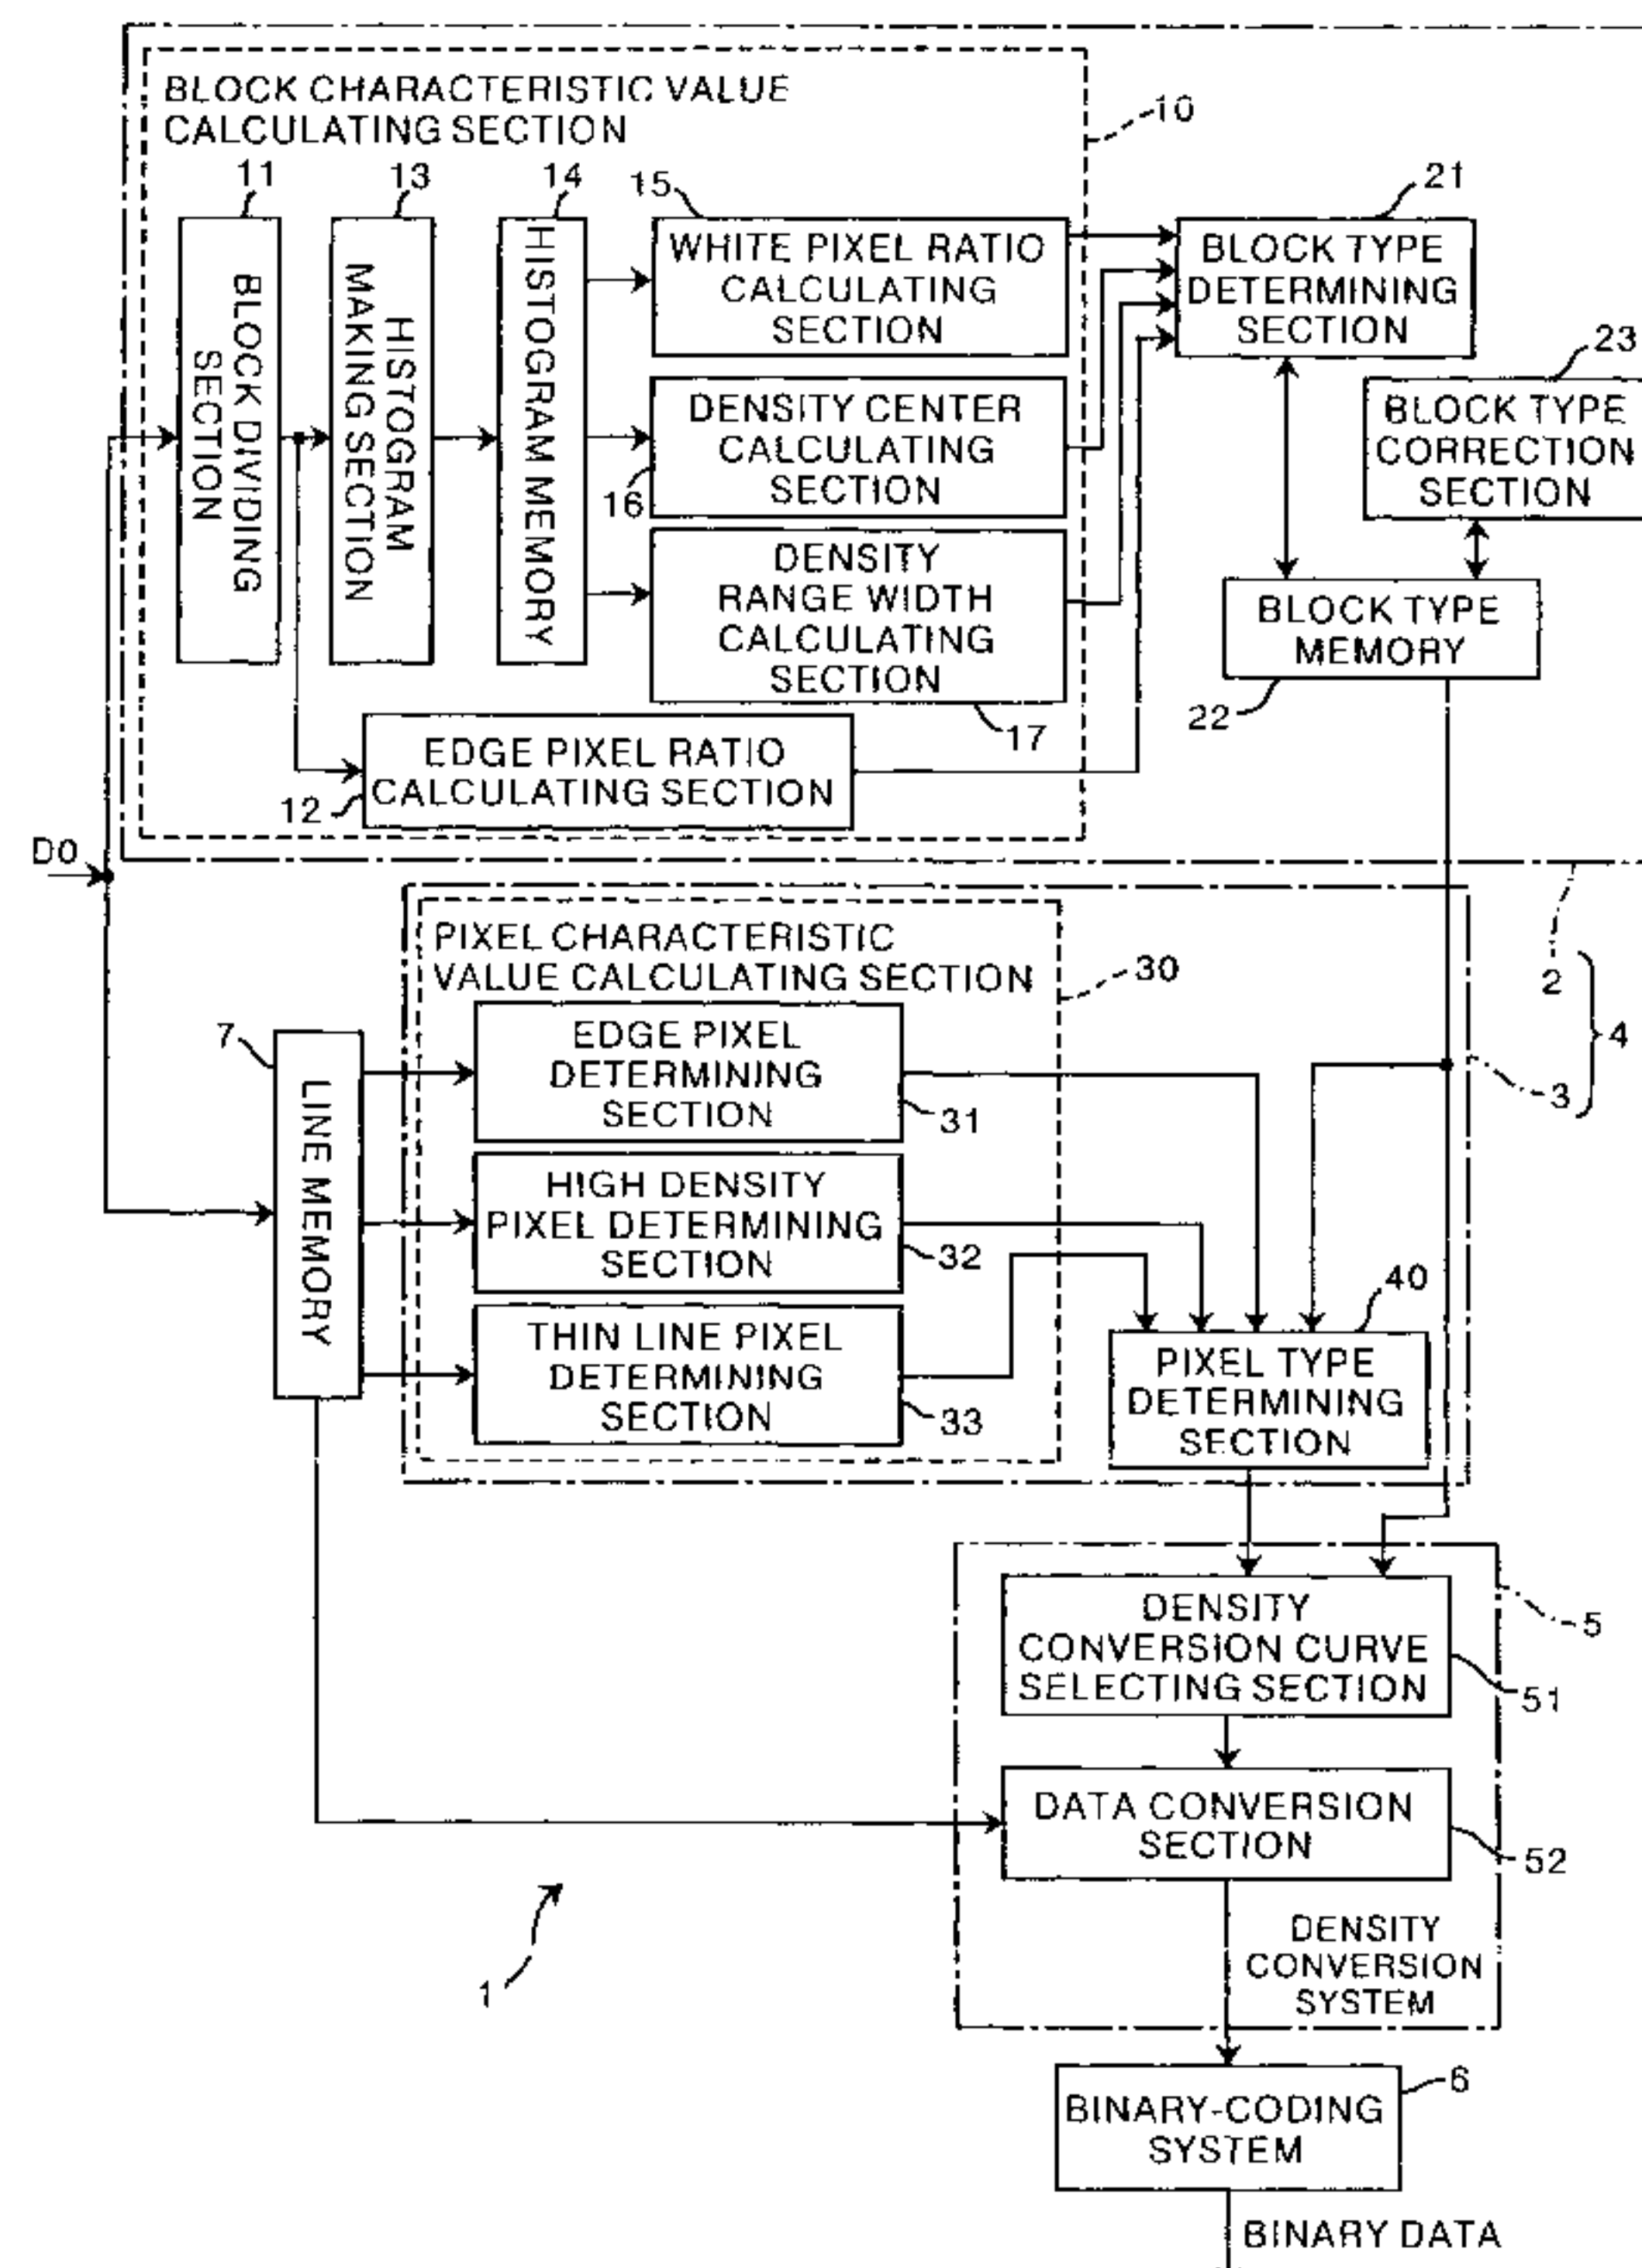 BLOCK CHARACTERISTIC VALUE
CALCULATING SECTION
10
11
13
14
15
21
BLOCK DIVIDING
SECTION
HISTOGRAM
MAKING SECTION
HISTOGRAM MEMORY
WHITE PIXEL RATIO
CALCULATING
SECTION
BLOCK TYPE
DETERMINING
SECTION
23
DENSITY CENTER
CALCULATING
SECTION
16
BLOCK TYPE
CORRECTION
SECTION
DENSITY
RANGE WIDTH
CALCULATING
SECTION
17
BLOCK TYPE
MEMORY
22
EDGE PIXEL RATIO
CALCULATING SECTION
12
D0
2
3
4
PIXEL CHARACTERISTIC
VALUE CALCULATING SECTION
30
7
LINE MEMORY
EDGE PIXEL
DETERMINING
SECTION
31
HIGH DENSITY
PIXEL DETERMINING
SECTION
32
THIN LINE PIXEL
DETERMINING
SECTION
33
40
PIXEL TYPE
DETERMINING
SECTION
5
DENSITY
CONVERSION CURVE
SELECTING SECTION
51
DATA CONVERSION
SECTION
52
DENSITY
CONVERSION
SYSTEM
1
6
BINARY-CODING
SYSTEM
BINARY DATA